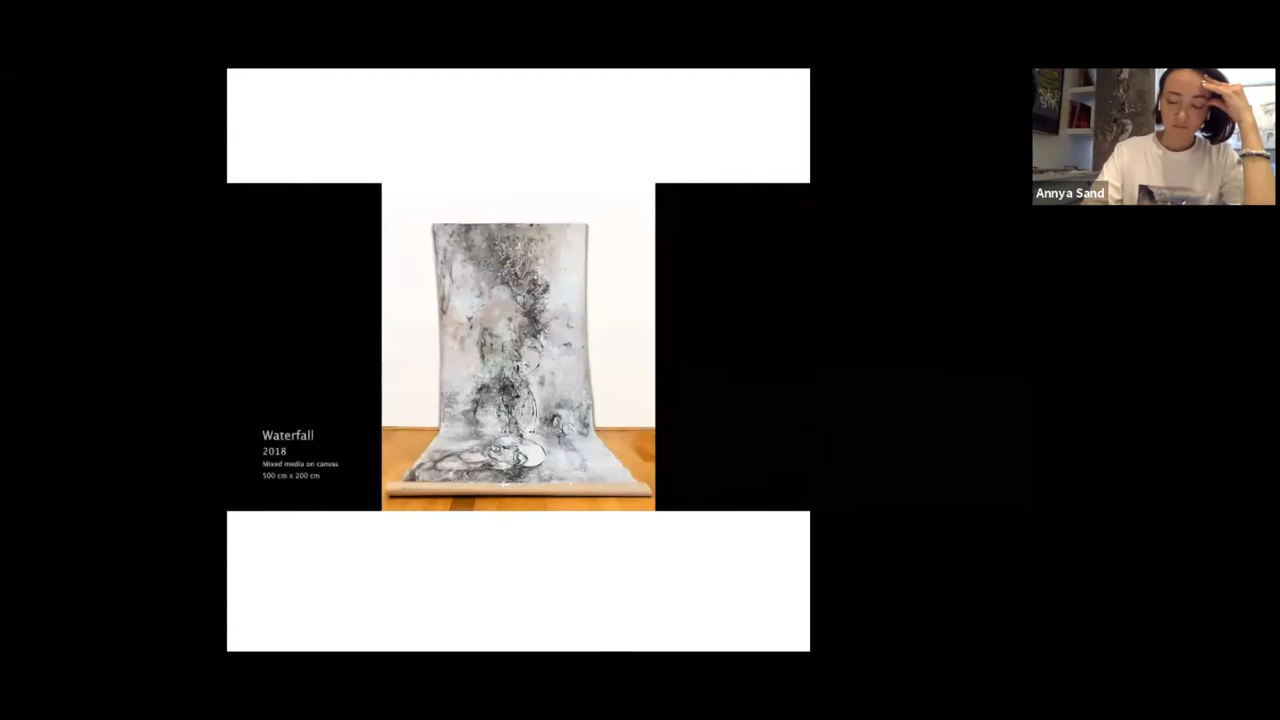 Waterfall
2018
Mixed media on canvas
500 cm x 200 cm
Annya Sand